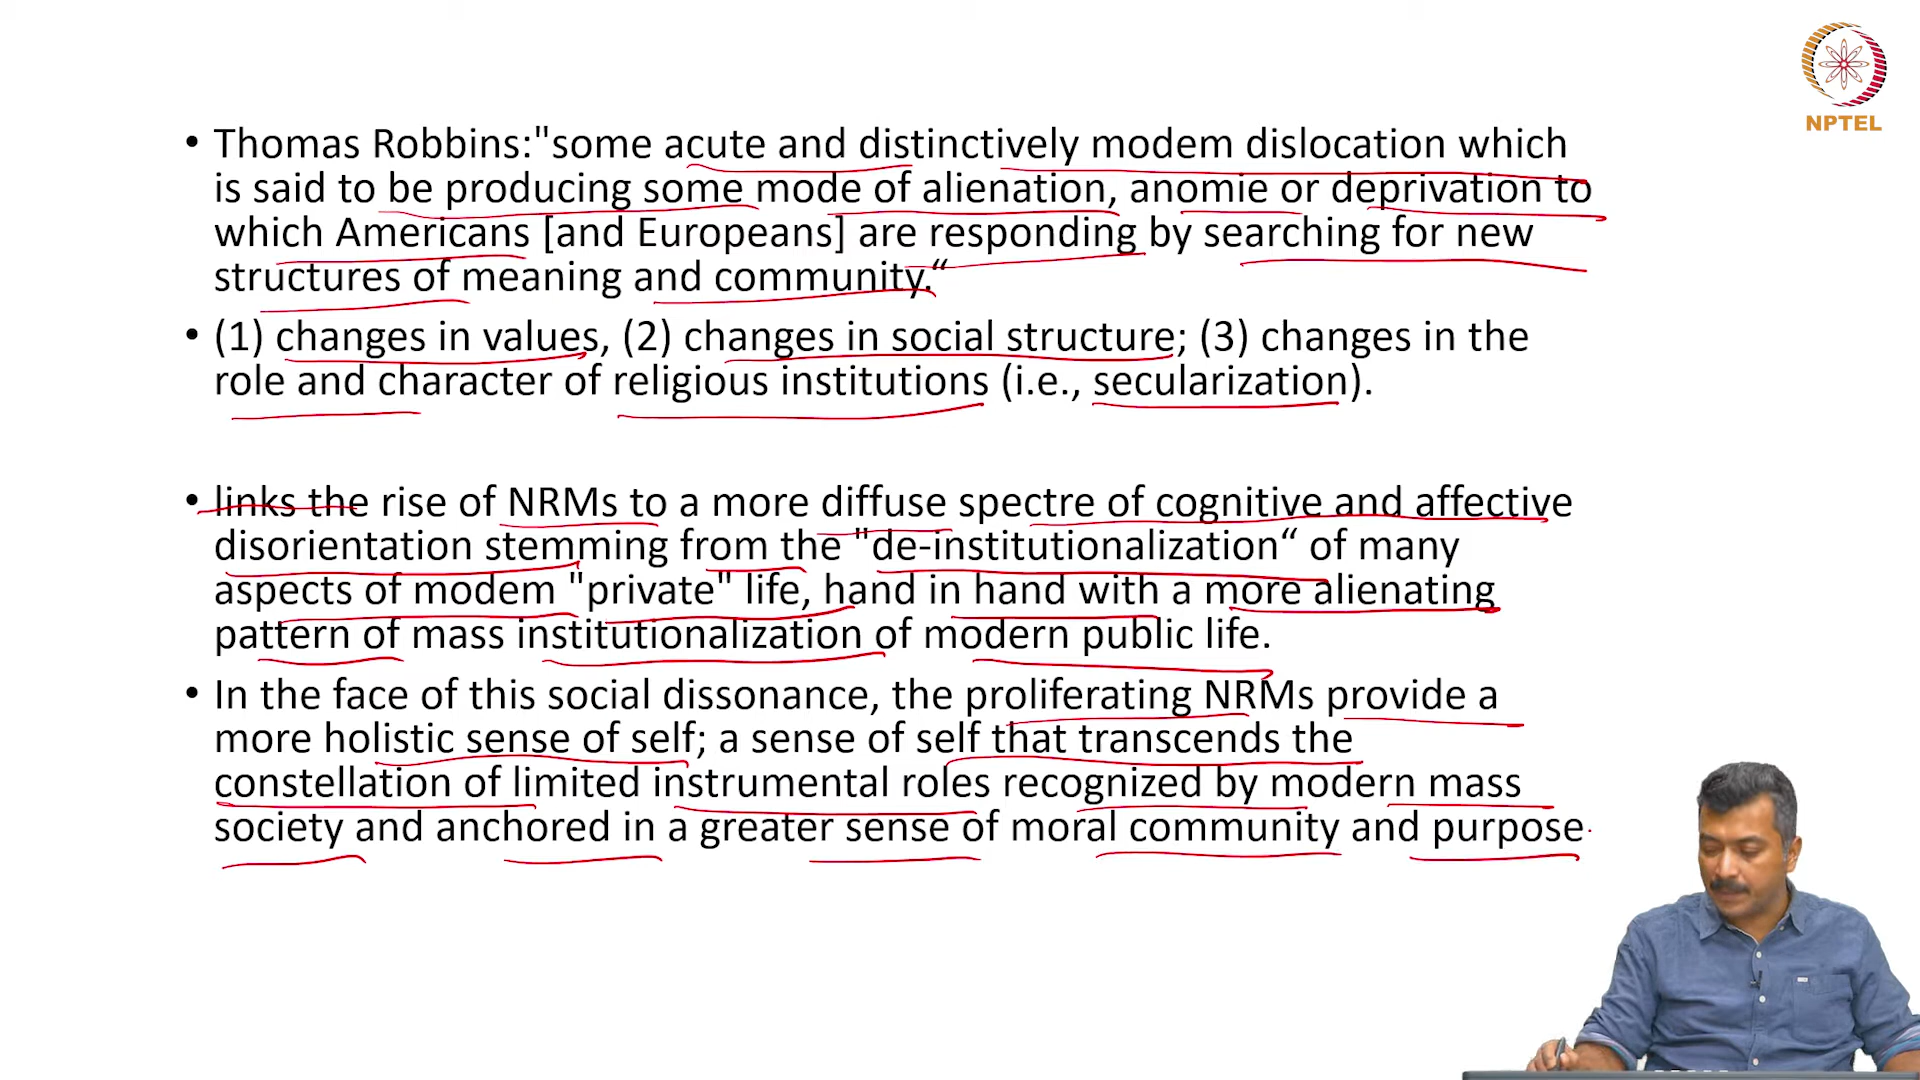 NPTEL
• Thomas Robbins:"some acute and distinctively modem dislocation which
is said to be producing some mode of alienation, anomie or deprivation to
which Americans [and Europeans] are responding by searching for new
structures of meaning and community.“
• (1) changes in values, (2) changes in social structure; (3) changes in the
role and character of religious institutions (i.e., secularization).
• links the rise of NRMs to a more diffuse spectre of cognitive and affective
disorientation stemming from the "de-institutionalization“ of many
aspects of modem "private" life, hand in hand with a more alienating
pattern of mass institutionalization of modern public life.
• In the face of this social dissonance, the proliferating NRMs provide a
more holistic sense of self; a sense of self that transcends the
constellation of limited instrumental roles recognized by modern mass
society and anchored in a greater sense of moral community and purpose